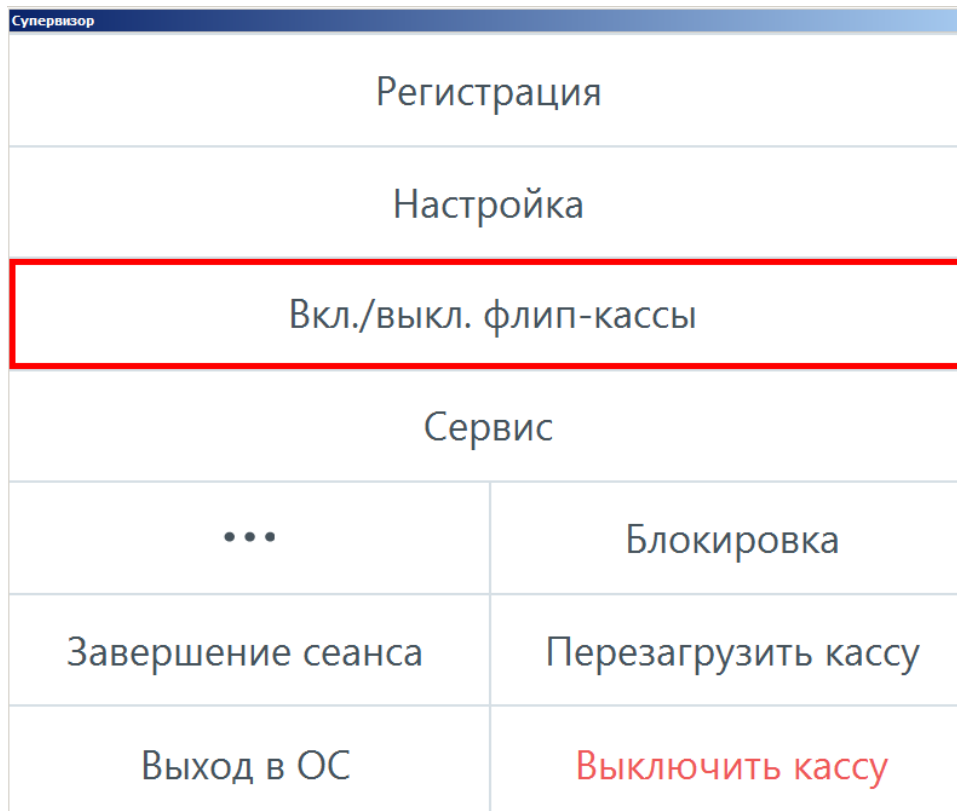 Супервизор
Регистрация
Настройка
Вкл./выкл. флип-кассы
Сервис
•••
Блокировка
Завершение сеанса
Перезагрузить кассу
Выход в ОС
Выключить кассу